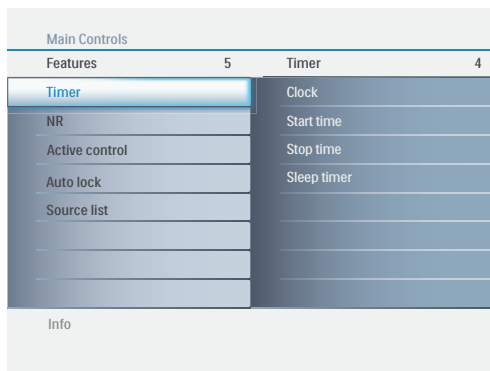 Main Controls
Features 5 Timer 4
Timer Clock
NR Start time
Active control Stop time
Auto lock Sleep timer
Source list
Info